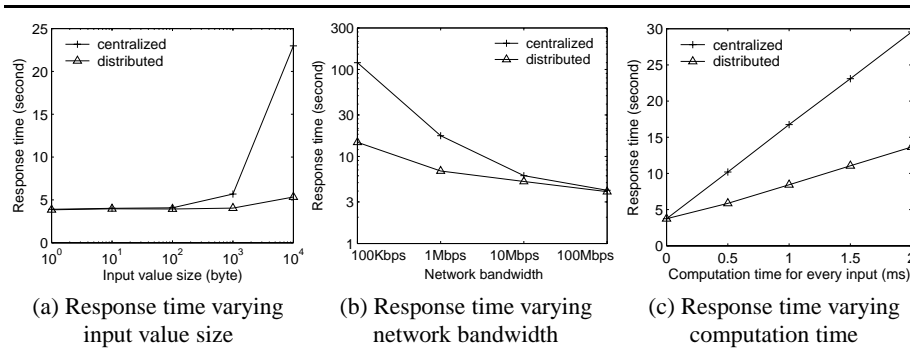 25
20
15
10
5
0
Response time (second)
centralized
distributed
10^0
10^1
10^2
10^3
10^4
Input value size (byte)
(a) Response time varying
input value size
300
100
30
10
3
1
Response time (second)
centralized
distributed
100Kbps
1Mbps
10Mbps
100Mbps
Network bandwidth
(b) Response time varying
network bandwidth
30
25
20
15
10
5
0
Response time (second)
centralized
distributed
0
0.5
1
1.5
2
Computation time for every input (ms)
(c) Response time varying
computation time